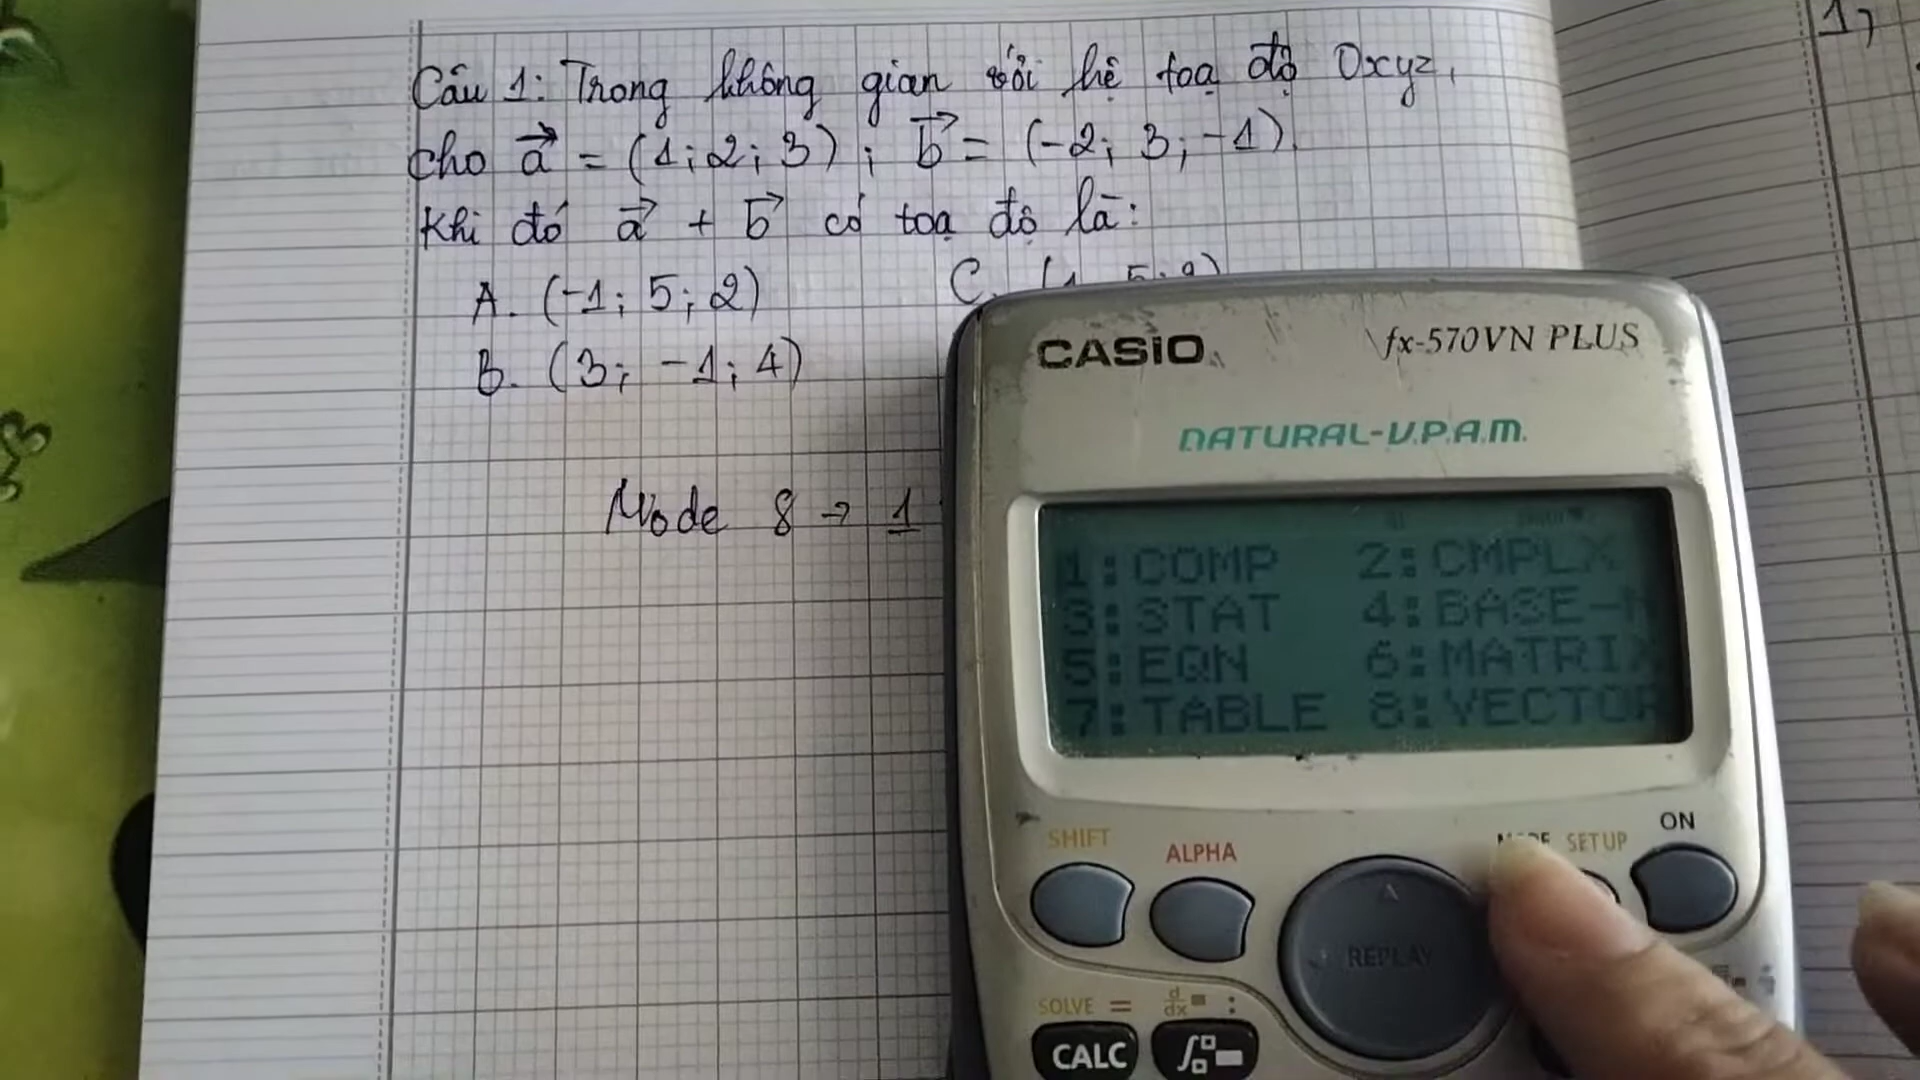 Câu 1: Trong không gian với hệ toạ độ Oxyz,
cho a→ = (1; 2; 3); b→ = (-2; 3; -1).
Khi đó a→ + b→ có toạ độ là:
A. (-1; 5; 2)
C.
B. (3; -1; 4)
Mode 8 → 1
1,
CASIO
fx-570VN PLUS
NATURAL-V.P.A.M.
1:COMP 2:CMPLX
3:STAT 4:BASE-N
5:EQN 6:MATRIX
7:TABLE 8:VECTOR
SHIFT ALPHA SETUP ON
REPLAY
SOLVE = d/dx :
CALC